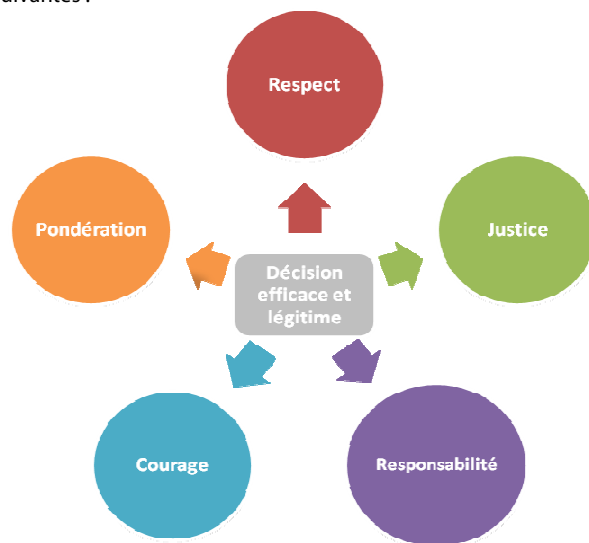 Respect
Pondération
Justice
Décision
efficace et
légitime
Courage
Responsabilité